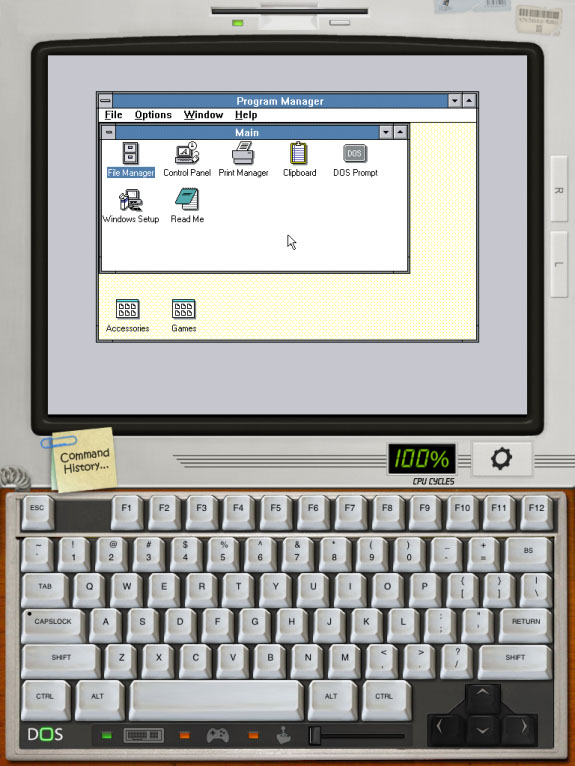 Program Manager
File Options Window Help
Main
File Manager Control Panel Print Manager Clipboard DOS Prompt
DOS
Windows Setup Read Me
Accessories Games
R
L
Command
History...
100%
CPU CYCLES
ESC F1 F2 F3 F4 F5 F6 F7 F8 F9 F10 F11 F12
~ ! @ # $ % ^ & * ( ) _ +
` 1 2 3 4 5 6 7 8 9 0 - = BS
TAB Q W E R T Y U I O P { [ } ] | \
CAPSLOCK A S D F G H J K L : ; " ' RETURN
SHIFT Z X C V B N M < , > . ? / SHIFT
CTRL ALT ALT CTRL
DOS